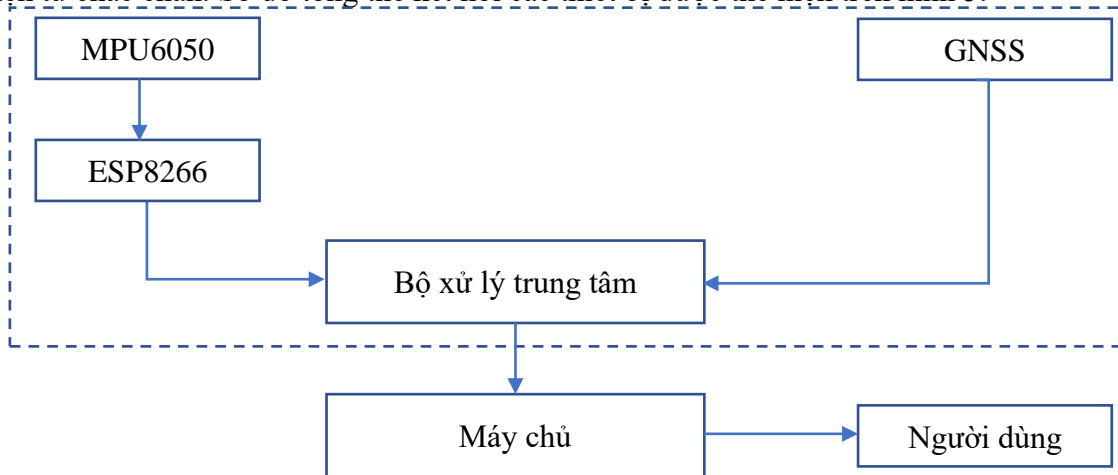 MPU6050
GNSS
ESP8266
Bộ xử lý trung tâm
Máy chủ
Người dùng